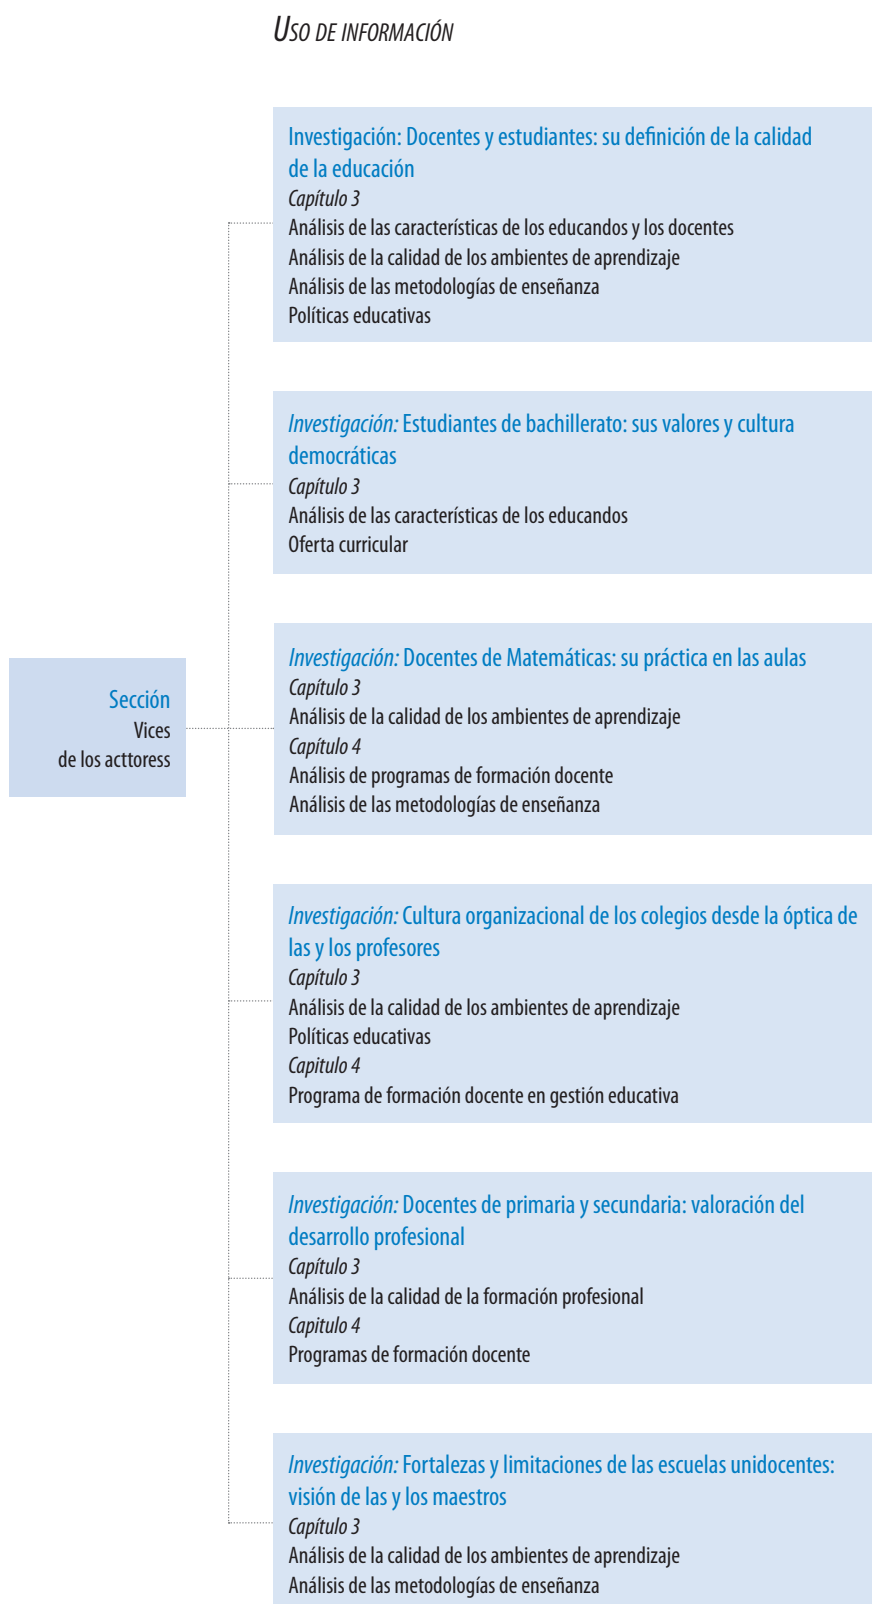 USO DE INFORMACIÓN
Investigación: Docentes y estudiantes: su definición de la calidad
de la educación
Capítulo 3
Análisis de las características de los educandos y los docentes
Análisis de la calidad de los ambientes de aprendizaje
Análisis de las metodologías de enseñanza
Políticas educativas
Investigación: Estudiantes de bachillerato: sus valores y cultura
democráticas
Capítulo 3
Análisis de las características de los educandos
Oferta curricular
Sección
Vices
de los acttoress
Investigación: Docentes de Matemáticas: su práctica en las aulas
Capítulo 3
Análisis de la calidad de los ambientes de aprendizaje
Capítulo 4
Análisis de programas de formación docente
Análisis de las metodologías de enseñanza
Investigación: Cultura organizacional de los colegios desde la óptica de
las y los profesores
Capítulo 3
Análisis de la calidad de los ambientes de aprendizaje
Políticas educativas
Capitulo 4
Programa de formación docente en gestión educativa
Investigación: Docentes de primaria y secundaria: valoración del
desarrollo profesional
Capítulo 3
Análisis de la calidad de la formación profesional
Capitulo 4
Programas de formación docente
Investigación: Fortalezas y limitaciones de las escuelas unidocentes:
visión de las y los maestros
Capítulo 3
Análisis de la calidad de los ambientes de aprendizaje
Análisis de las metodologías de enseñanza